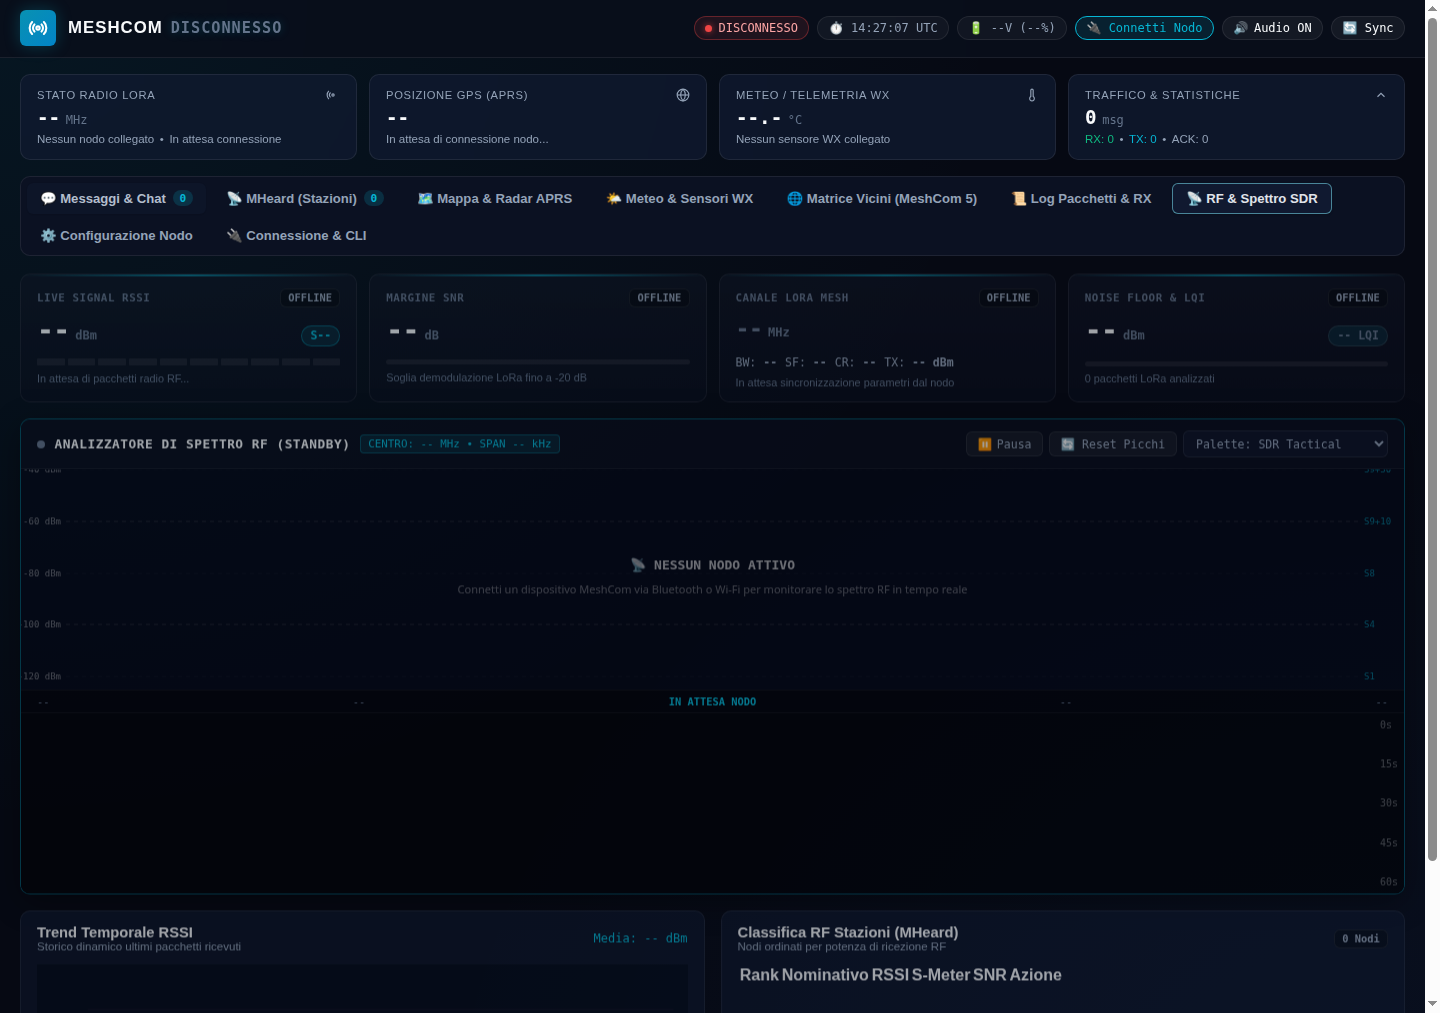 MESHCOM DISCONNESSO
DISCONNESSO
14:27:07 UTC
--V (--%)
Connetti Nodo
Audio ON
Sync
STATO RADIO LORA
-- MHz
Nessun nodo collegato • In attesa connessione
POSIZIONE GPS (APRS)
--
In attesa di connessione nodo...
METEO / TELEMETRIA WX
--.- °C
Nessun sensore WX collegato
TRAFFICO & STATISTICHE
0 msg
RX: 0 • TX: 0 • ACK: 0
Messaggi & Chat 0
MHeard (Stazioni) 0
Mappa & Radar APRS
Meteo & Sensori WX
Matrice Vicini (MeshCom 5)
Log Pacchetti & RX
RF & Spettro SDR
Configurazione Nodo
Connessione & CLI
LIVE SIGNAL RSSI OFFLINE
-- dBm S--
In attesa di pacchetti radio RF...
MARGINE SNR OFFLINE
-- dB
Soglia demodulazione LoRa fino a -20 dB
CANALE LORA MESH OFFLINE
-- MHz
BW: -- SF: -- CR: -- TX: -- dBm
In attesa sincronizzazione parametri dal nodo
NOISE FLOOR & LQI OFFLINE
-- dBm -- LQI
0 pacchetti LoRa analizzati
ANALIZZATORE DI SPETTRO RF (STANDBY)
CENTRO: -- MHz • SPAN -- kHz
Pausa
Reset Picchi
Palette: SDR Tactical
-40 dBm
-60 dBm S9+10
NESSUN NODO ATTIVO
-80 dBm S8
Connetti un dispositivo MeshCom via Bluetooth o Wi-Fi per monitorare lo spettro RF in tempo reale
100 dBm S4
120 dBm S1
-- -- IN ATTESA NODO -- --
0s
15s
30s
45s
60s
Trend Temporale RSSI
Storico dinamico ultimi pacchetti ricevuti
Media: -- dBm
Classifica RF Stazioni (MHeard)
Nodi ordinati per potenza di ricezione RF
0 Nodi
Rank Nominativo RSSI S-Meter SNR Azione